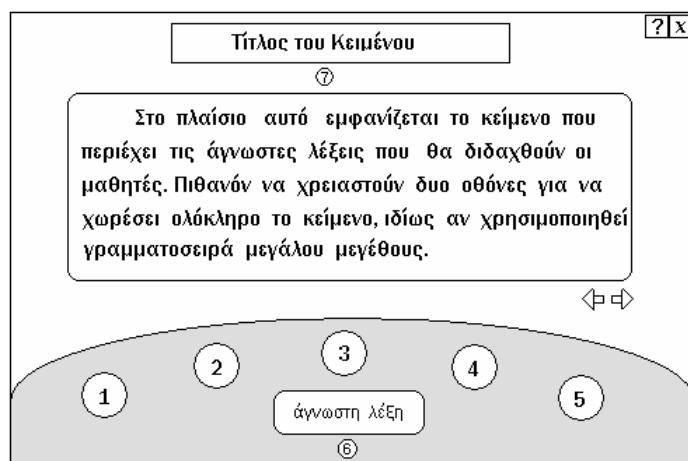 ? x
Τίτλος του Κειμένου
7
Στο πλαίσιο αυτό εμφανίζεται το κείμενο που
περιέχει τις άγνωστες λέξεις που θα διδαχθούν οι
μαθητές. Πιθανόν να χρειαστούν δυο οθόνες για να
χωρέσει ολόκληρο το κείμενο, ιδίως αν χρησιμοποιηθεί
γραμματοσειρά μεγάλου μεγέθους.
1 2 3 4 5
άγνωστη λέξη
6